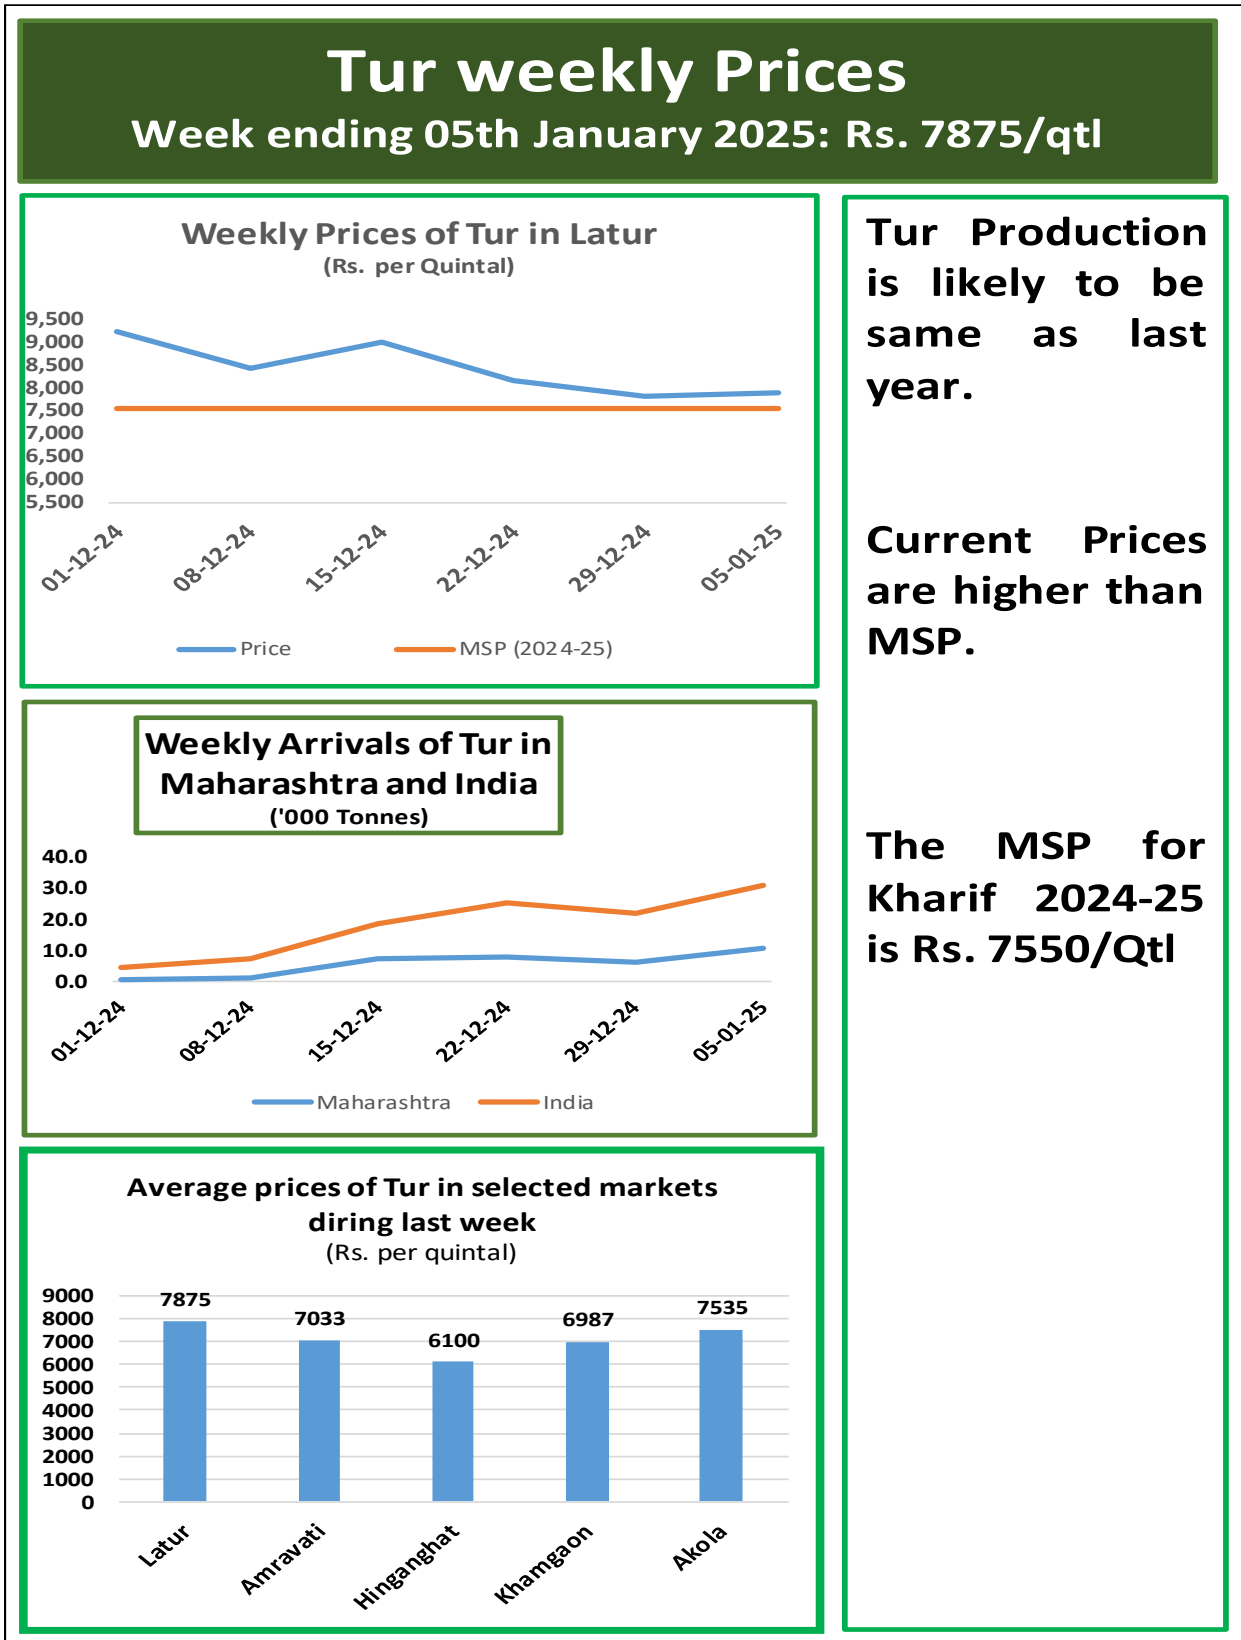 Tur weekly Prices
Week ending 05th January 2025: Rs. 7875/qtl
Weekly Prices of Tur in Latur
(Rs. per Quintal)
9,500
9,000
8,500
8,000
7,500
7,000
6,500
6,000
5,500
01-12-24
08-12-24
15-12-24
22-12-24
29-12-24
05-01-25
Price
MSP (2024-25)
Weekly Arrivals of Tur in
Maharashtra and India
('000 Tonnes)
40.0
30.0
20.0
10.0
0.0
01-12-24
08-12-24
15-12-24
22-12-24
29-12-24
05-01-25
Maharashtra
India
Average prices of Tur in selected markets
diring last week
(Rs. per quintal)
9000
8000
7000
6000
5000
4000
3000
2000
1000
0
7875
7033
6100
6987
7535
Latur
Amravati
Hinganghat
Khamgaon
Akola
Tur Production
is likely to be
same as last
year.
Current Prices
are higher than
MSP.
The MSP for
Kharif 2024-25
is Rs. 7550/Qtl